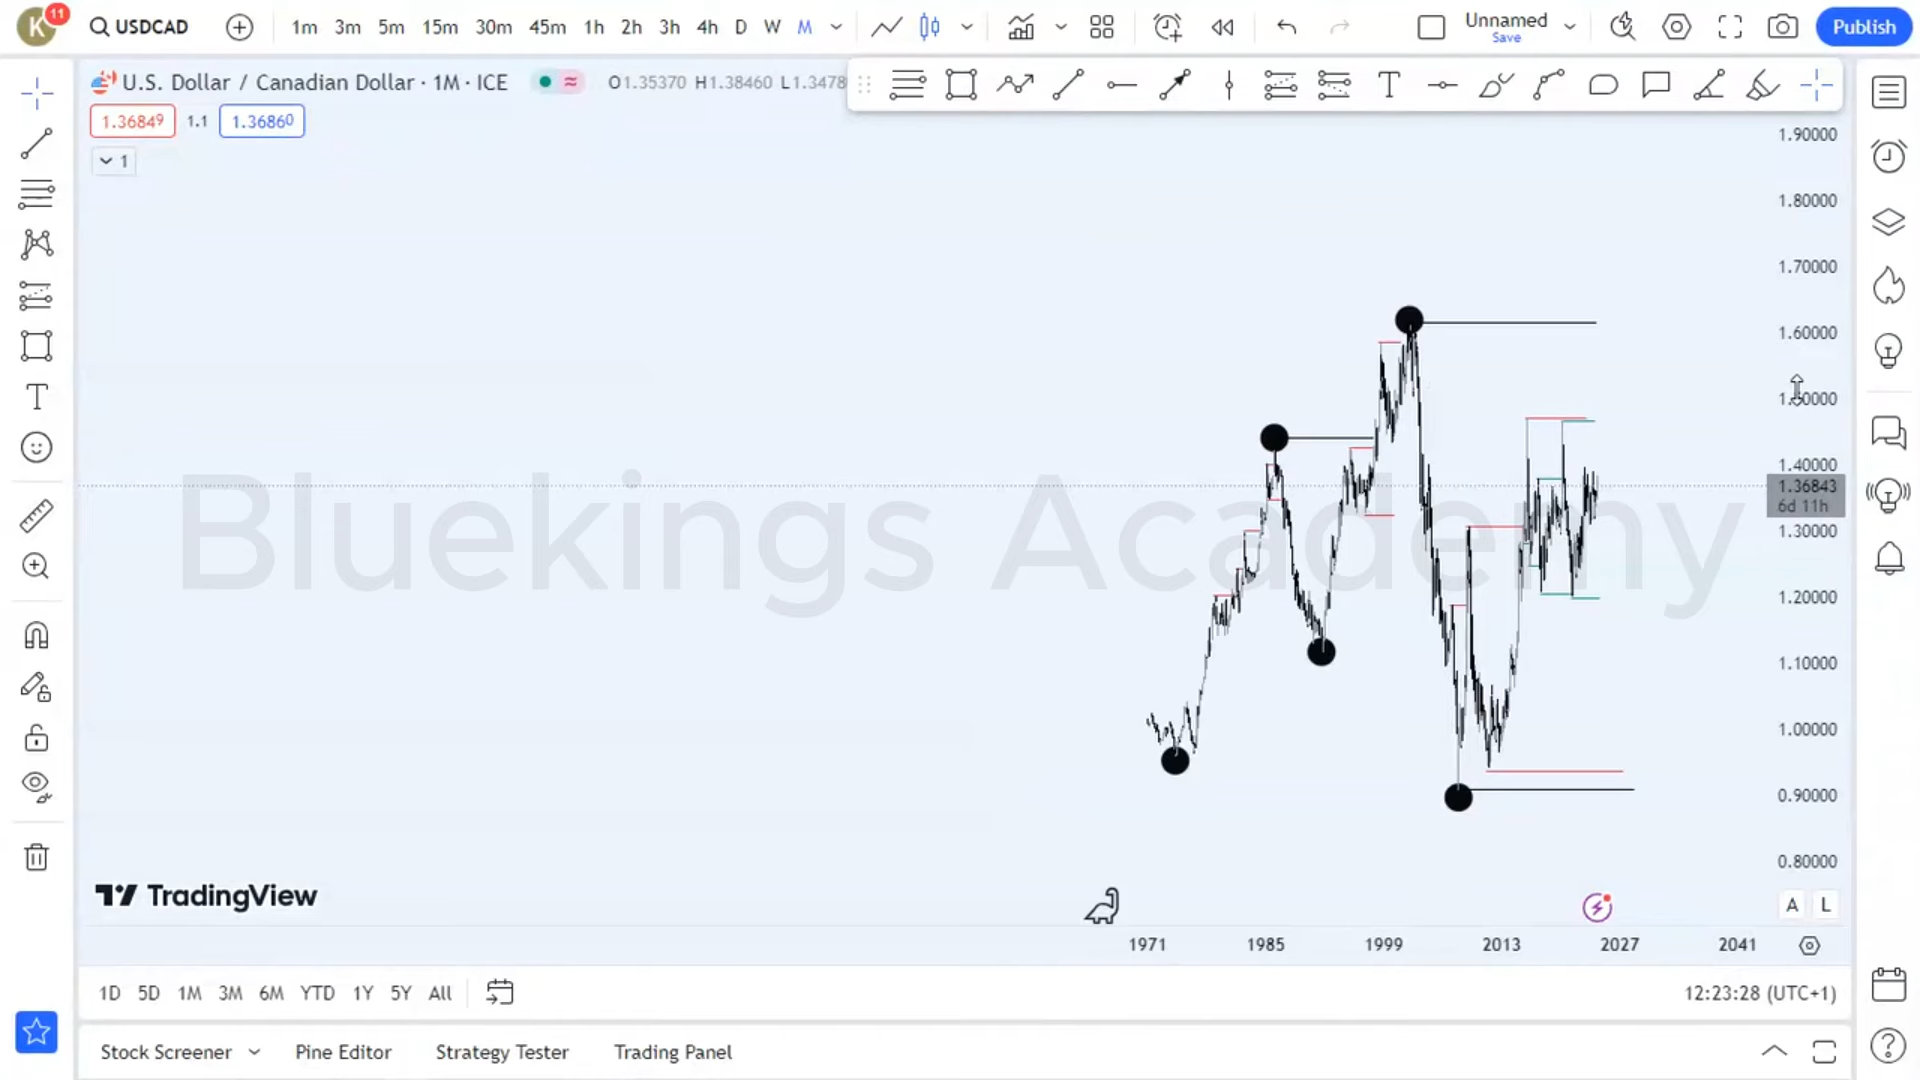 K
11
USDCAD
1m 3m 5m 15m 30m 45m 1h 2h 3h 4h D W M
Unnamed
Save
Publish
U.S. Dollar / Canadian Dollar · 1M · ICE
O1.35370 H1.38460 L1.3478
1.36849 1.1 1.36860
1
1.90000
1.80000
1.70000
1.60000
1.50000
1.40000
1.36843
6d 11h
1.30000
1.20000
1.10000
1.00000
0.90000
0.80000
Bluekings Academy
TradingView
A L
1971 1985 1999 2013 2027 2041
1D 5D 1M 3M 6M YTD 1Y 5Y All
12:23:28 (UTC+1)
Stock Screener Pine Editor Strategy Tester Trading Panel